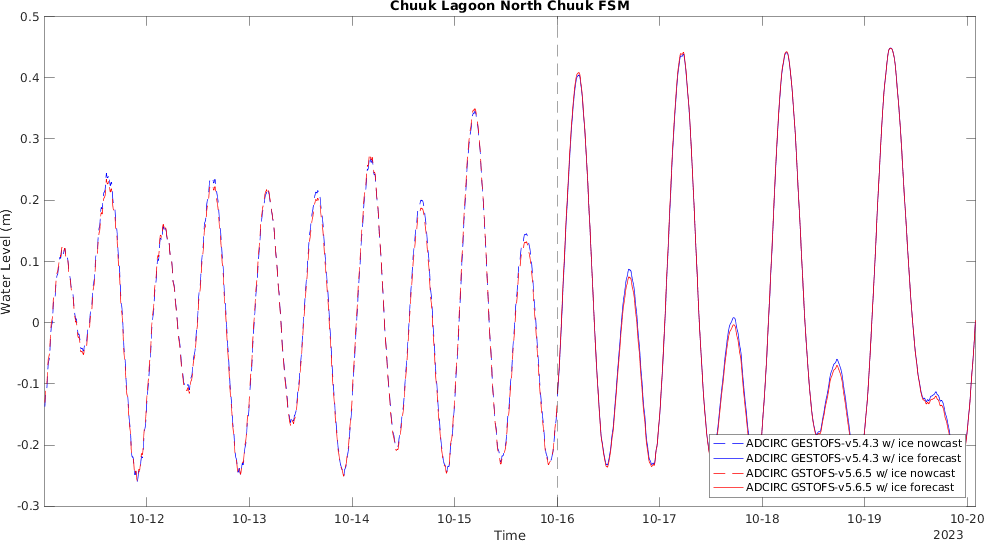 Chuuk Lagoon North Chuuk FSM
Water Level (m)
0.5
0.4
0.3
0.2
0.1
0
-0.1
-0.2
-0.3
ADCIRC GESTOFS-v5.4.3 w/ ice nowcast
ADCIRC GESTOFS-v5.4.3 w/ ice forecast
ADCIRC GSTOFS-v5.6.5 w/ ice nowcast
ADCIRC GSTOFS-v5.6.5 w/ ice forecast
10-12 10-13 10-14 10-15 10-16 10-17 10-18 10-19 10-20
Time
2023